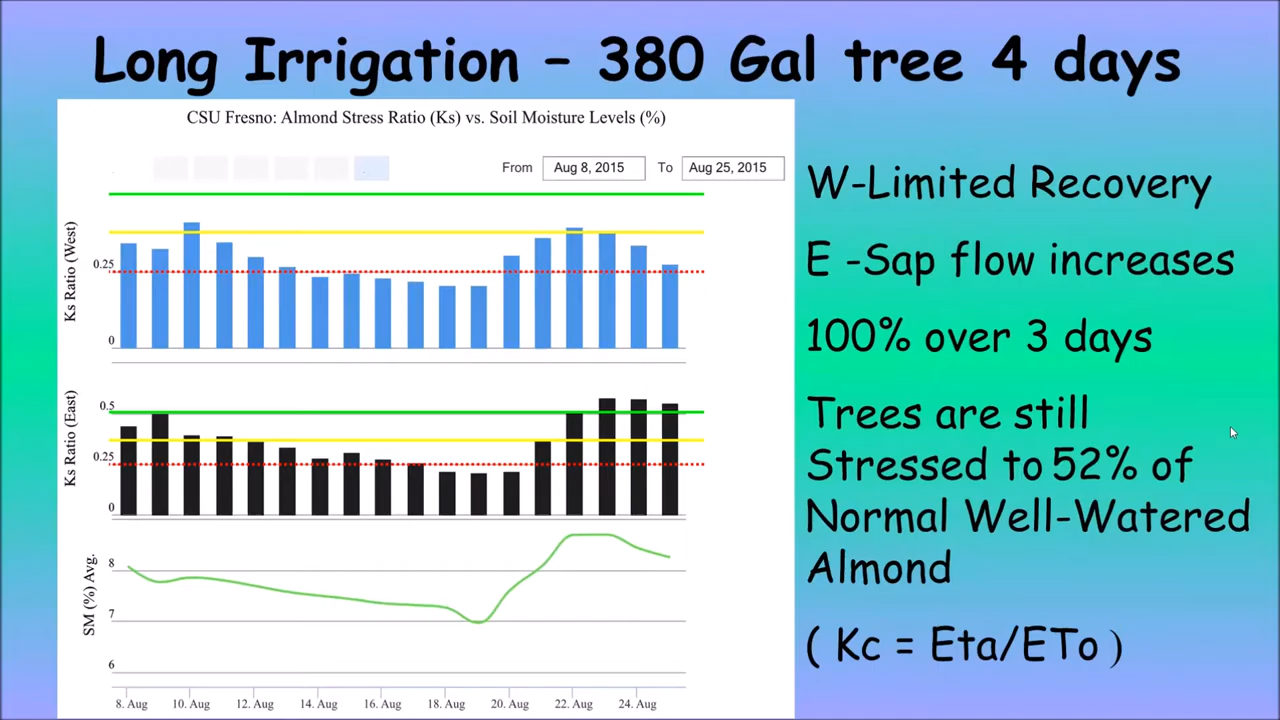 Long Irrigation – 380 Gal tree 4 days
CSU Fresno: Almond Stress Ratio (Ks) vs. Soil Moisture Levels (%)
From Aug 8, 2015 To Aug 25, 2015
Ks Ratio (West)
0.25
0
Ks Ratio (East)
0.5
0.25
0
SM (%) Avg.
8
7
6
8. Aug 10. Aug 12. Aug 14. Aug 16. Aug 18. Aug 20. Aug 22. Aug 24. Aug
W-Limited Recovery
E -Sap flow increases
100% over 3 days
Trees are still
Stressed to 52% of
Normal Well-Watered
Almond
( Kc = Eta/ETo )